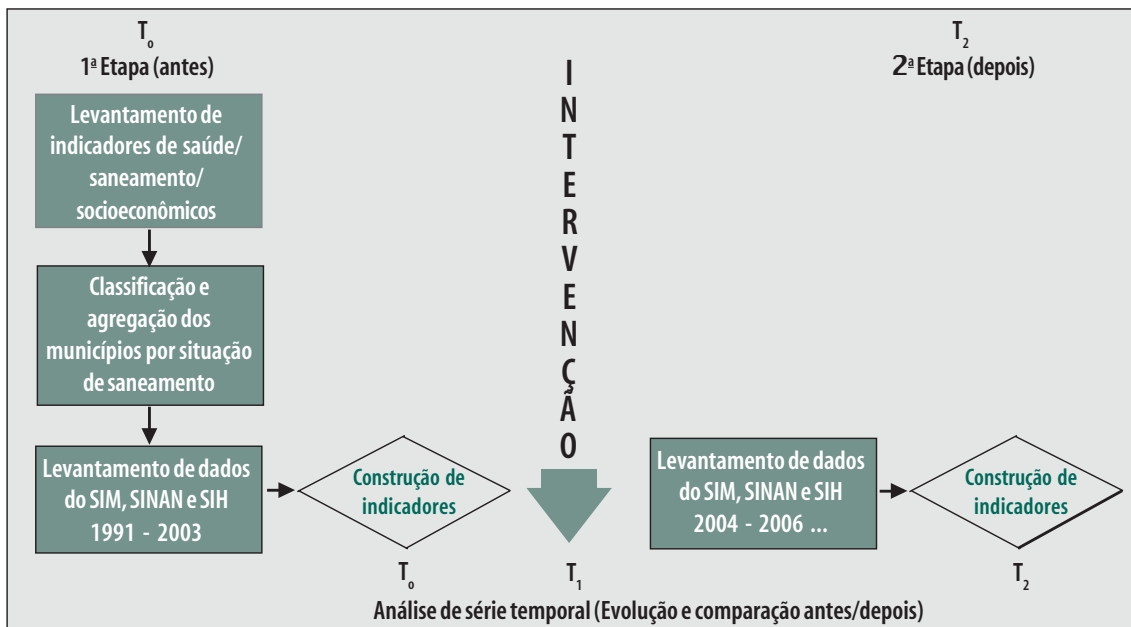 T₀
1ª Etapa (antes)
Levantamento de
indicadores de saúde/
saneamento/
socioeconômicos
Classificação e
agregação dos
municípios por situação
de saneamento
Levantamento de dados
do SIM, SINAN e SIH
1991 - 2003
Construção de
indicadores
T₀
I
N
T
E
R
V
E
N
Ç
Ã
O
T₁
T₂
2ª Etapa (depois)
Levantamento de dados
do SIM, SINAN e SIH
2004 - 2006 ...
Construção de
indicadores
T₂
Análise de série temporal (Evolução e comparação antes/depois)